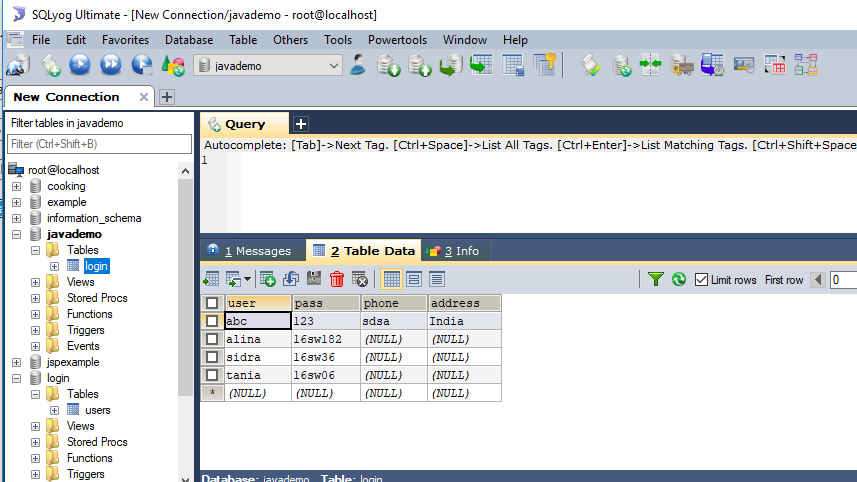 SQLyog Ultimate - [New Connection/javademo - root@localhost]
File Edit Favorites Database Table Others Tools Powertools Window Help
javademo
New Connection
Filter tables in javademo
Filter (Ctrl+Shift+B)
root@localhost
cooking
example
information_schema
javademo
Tables
login
Views
Stored Procs
Functions
Triggers
Events
jspexample
login
Tables
users
Views
Stored Procs
Functions
Triggers
Query
Autocomplete: [Tab]->Next Tag. [Ctrl+Space]->List All Tags. [Ctrl+Enter]->List Matching Tags. [Ctrl+Shift+Space
1
1 Messages 2 Table Data 3 Info
Limit rows First row 0
user pass phone address
abc 123 sdsa India
alina 16sw182 (NULL) (NULL)
sidra 16sw36 (NULL) (NULL)
tania 16sw06 (NULL) (NULL)
* (NULL) (NULL) (NULL) (NULL)
Database: javademo Table: login